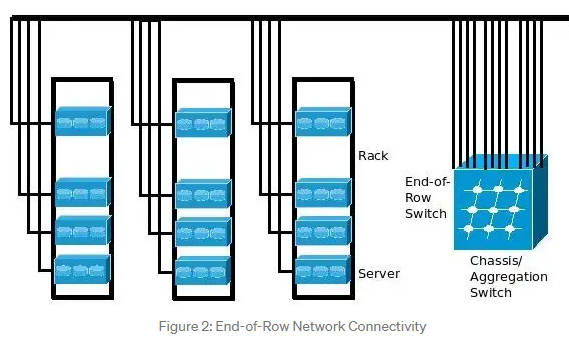 Rack
End-of-
Row
Switch
Server
Chassis/
Aggregation
Switch
Figure 2: End-of-Row Network Connectivity